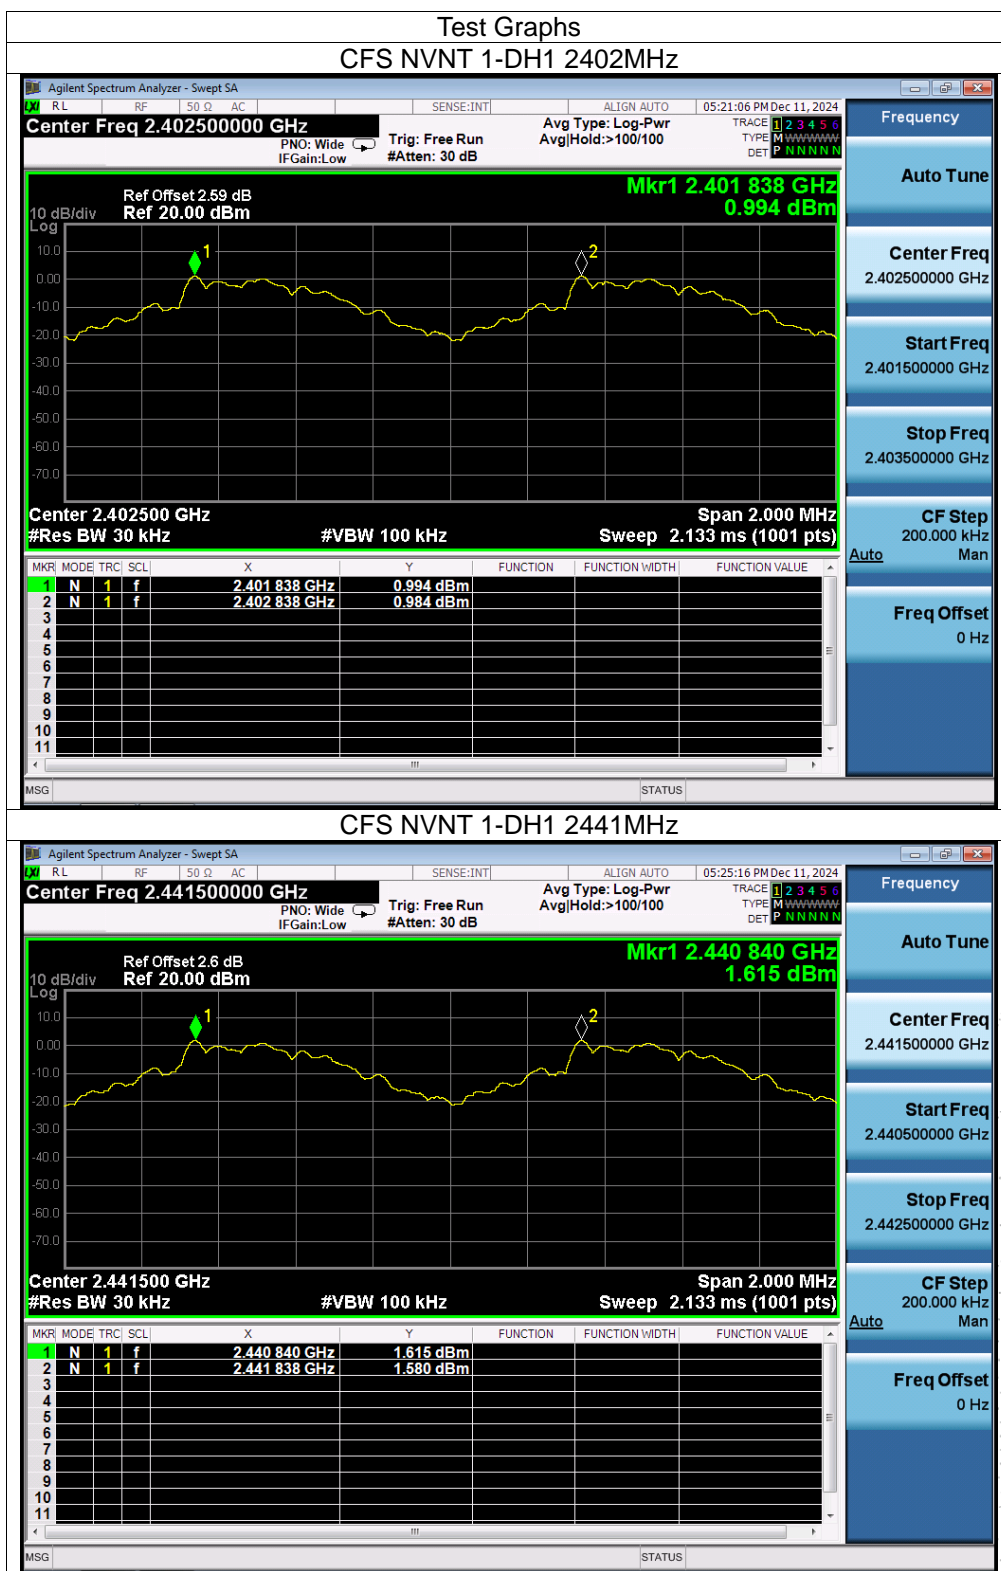 Test Graphs
CFS NVNT 1-DH1 2402MHz
Agilent Spectrum Analyzer - Swept SA
LXI RL RF 50 Ω AC SENSE:INT ALIGN AUTO 05:21:06 PM Dec 11, 2024
Center Freq 2.402500000 GHz Avg Type: Log-Pwr TRACE 1 2 3 4 5 6
PNO: Wide Trig: Free Run Avg|Hold:>100/100 TYPE M WWWWW
IFGain:Low #Atten: 30 dB DET P N N N N N
Frequency
Auto Tune
Mkr1 2.401 838 GHz
0.994 dBm
Ref Offset 2.59 dB
10 dB/div Ref 20.00 dBm
Log
10.0
0.00
-10.0
-20.0
-30.0
-40.0
-50.0
-60.0
-70.0
1
2
Center Freq
2.402500000 GHz
Start Freq
2.401500000 GHz
Stop Freq
2.403500000 GHz
Center 2.402500 GHz Span 2.000 MHz
#Res BW 30 kHz #VBW 100 kHz Sweep 2.133 ms (1001 pts)
CF Step
200.000 kHz
Auto Man
Freq Offset
0 Hz
MKR MODE TRC SCL X Y FUNCTION FUNCTION WIDTH FUNCTION VALUE
1 N 1 f 2.401 838 GHz 0.994 dBm
2 N 1 f 2.402 838 GHz 0.984 dBm
3
4
5
6
7
8
9
10
11
MSG STATUS
CFS NVNT 1-DH1 2441MHz
Agilent Spectrum Analyzer - Swept SA
LXI RL RF 50 Ω AC SENSE:INT ALIGN AUTO 05:25:16 PM Dec 11, 2024
Center Freq 2.441500000 GHz Avg Type: Log-Pwr TRACE 1 2 3 4 5 6
PNO: Wide Trig: Free Run Avg|Hold:>100/100 TYPE M WWWWW
IFGain:Low #Atten: 30 dB DET P N N N N N
Frequency
Auto Tune
Mkr1 2.440 840 GHz
1.615 dBm
Ref Offset 2.6 dB
10 dB/div Ref 20.00 dBm
Log
10.0
0.00
-10.0
-20.0
-30.0
-40.0
-50.0
-60.0
-70.0
1
2
Center Freq
2.441500000 GHz
Start Freq
2.440500000 GHz
Stop Freq
2.442500000 GHz
Center 2.441500 GHz Span 2.000 MHz
#Res BW 30 kHz #VBW 100 kHz Sweep 2.133 ms (1001 pts)
CF Step
200.000 kHz
Auto Man
Freq Offset
0 Hz
MKR MODE TRC SCL X Y FUNCTION FUNCTION WIDTH FUNCTION VALUE
1 N 1 f 2.440 840 GHz 1.615 dBm
2 N 1 f 2.441 838 GHz 1.580 dBm
3
4
5
6
7
8
9
10
11
MSG STATUS